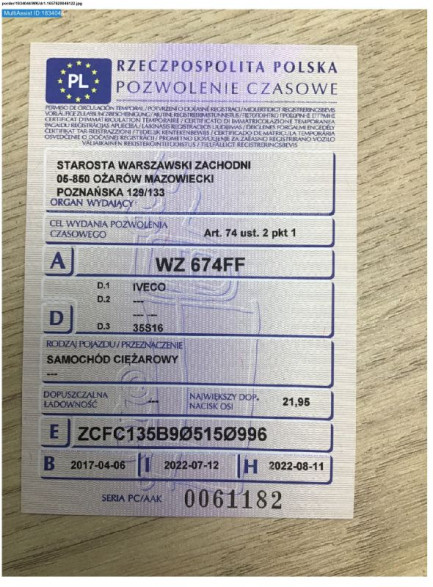 MultiAssist ID:183404
PL
RZECZPOSPOLITA POLSKA
POZWOLENIE CZASOWE
STAROSTA WARSZAWSKI ZACHODNI
05-850 OŻARÓW MAZOWIECKI
POZNAŃSKA 129/133
ORGAN WYDAJĄCY
CEL WYDANIA POZWOLENIA
CZASOWEGO Art. 74 ust. 2 pkt 1
A WZ 674FF
D.1 IVECO
D.2 ---
---
D
D.3 35S16
RODZAJ POJAZDU / PRZEZNACZENIE
SAMOCHÓD CIĘŻAROWY
---
DOPUSZCZALNA
ŁADOWNOŚĆ --- NAJWIĘKSZY DOP.
NACISK OSI 21,95
E ZCFC135B9Ø515Ø996
B 2017-04-06 I 2022-07-12 H 2022-08-11
SERIA PC/AAK 0061182